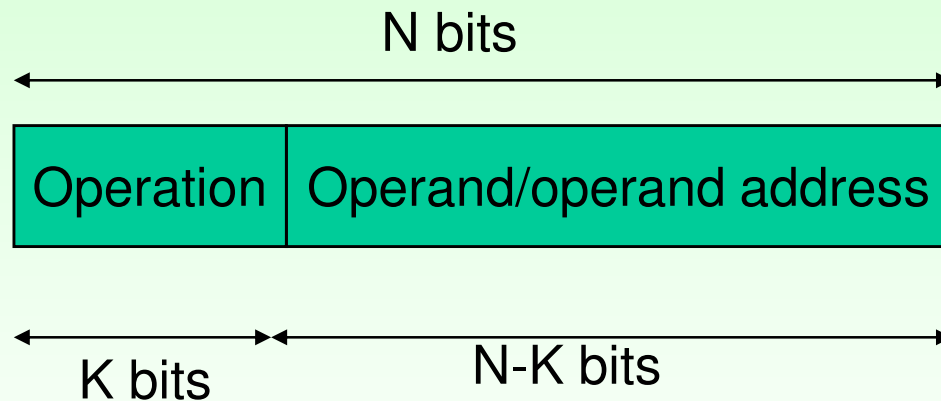 N bits
Operation Operand/operand address
K bits N-K bits